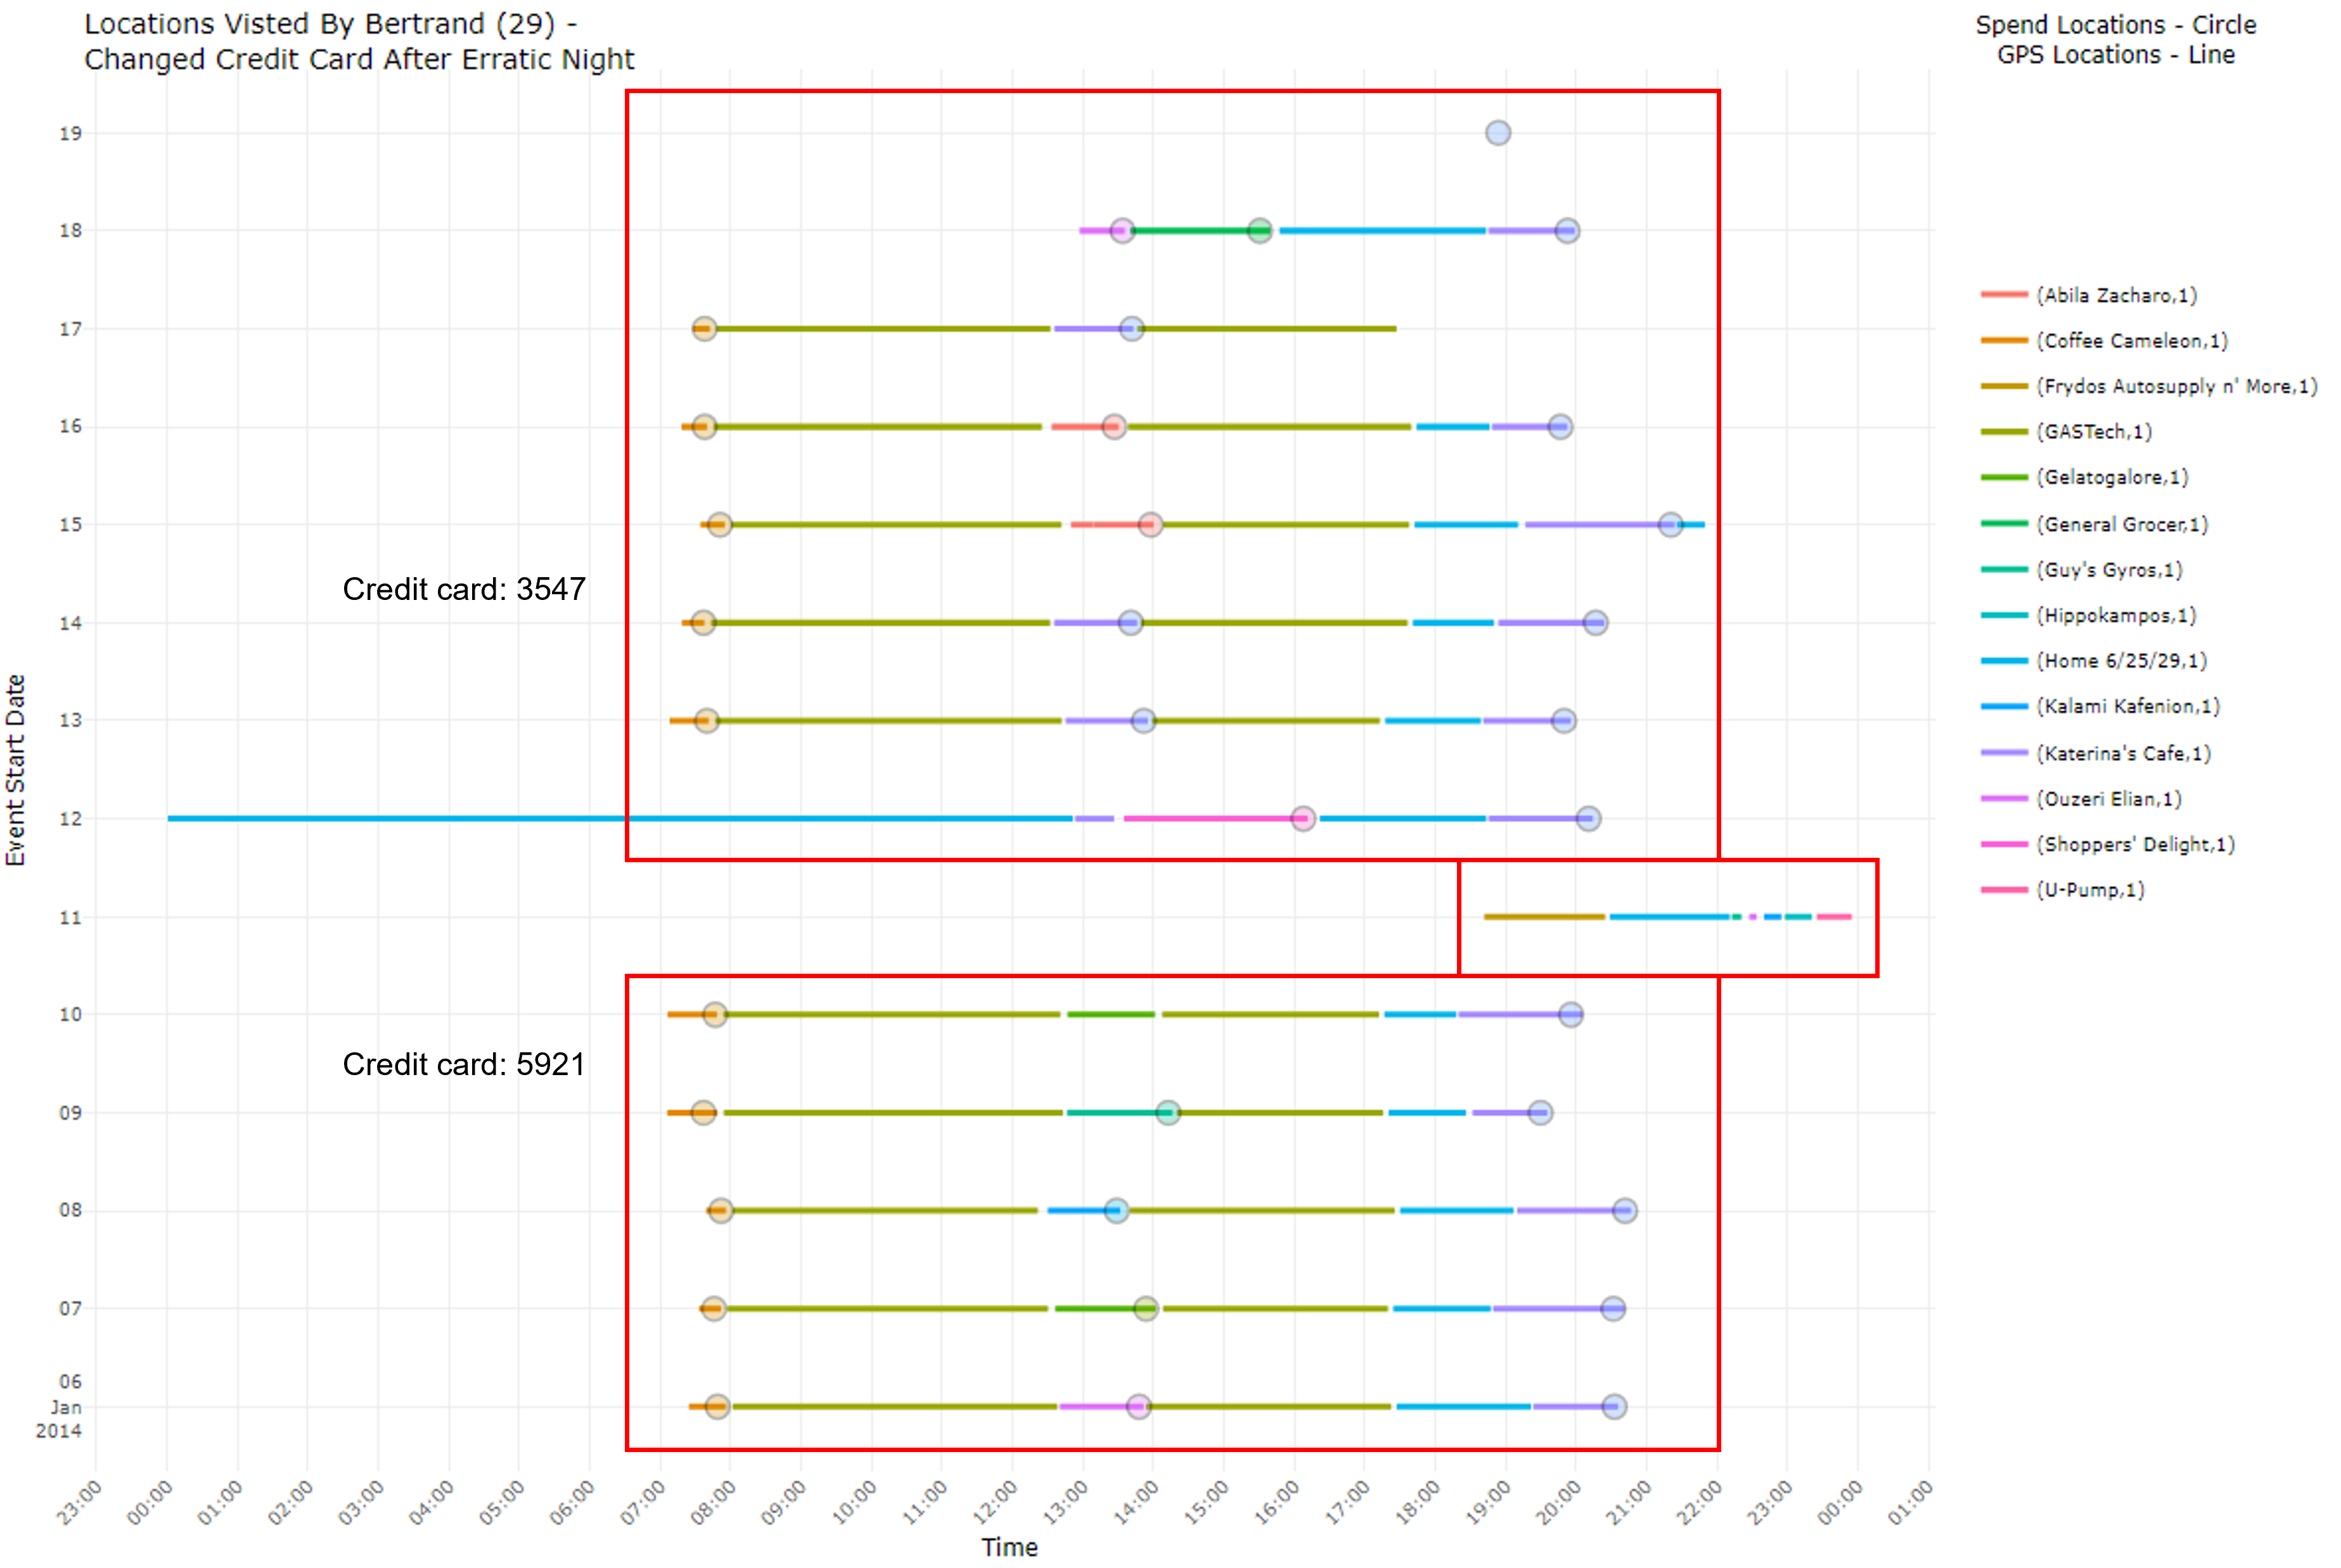 Locations Visted By Bertrand (29) -
Changed Credit Card After Erratic Night
Spend Locations - Circle
GPS Locations - Line
19
18
17
16
15
14
13
12
11
10
09
08
07
06
Jan
2014
Event Start Date
Credit card: 3547
Credit card: 5921
23:00
00:00
01:00
02:00
03:00
04:00
05:00
06:00
07:00
08:00
09:00
10:00
11:00
12:00
13:00
14:00
15:00
16:00
17:00
18:00
19:00
20:00
21:00
22:00
23:00
00:00
01:00
Time
(Abila Zacharo,1)
(Coffee Cameleon,1)
(Frydos Autosupply n' More,1)
(GASTech,1)
(Gelatogalore,1)
(General Grocer,1)
(Guy's Gyros,1)
(Hippokampos,1)
(Home 6/25/29,1)
(Kalami Kafenion,1)
(Katerina's Cafe,1)
(Ouzeri Elian,1)
(Shoppers' Delight,1)
(U-Pump,1)